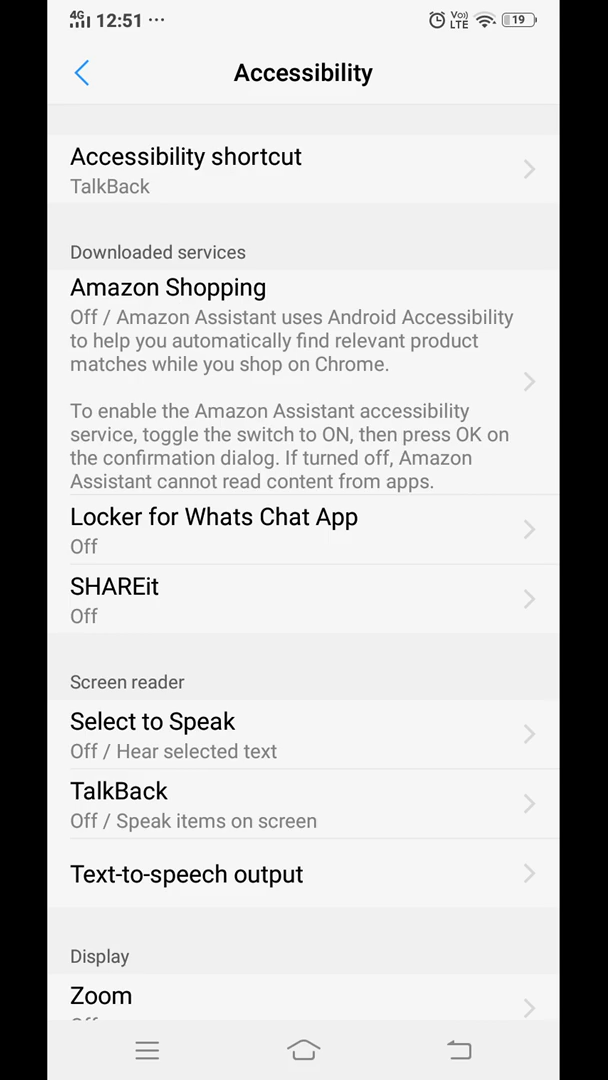 4G 12:51 ··· Vo)) LTE 19
Accessibility
Accessibility shortcut
TalkBack
Downloaded services
Amazon Shopping
Off / Amazon Assistant uses Android Accessibility
to help you automatically find relevant product
matches while you shop on Chrome.
To enable the Amazon Assistant accessibility
service, toggle the switch to ON, then press OK on
the confirmation dialog. If turned off, Amazon
Assistant cannot read content from apps.
Locker for Whats Chat App
Off
SHAREit
Off
Screen reader
Select to Speak
Off / Hear selected text
TalkBack
Off / Speak items on screen
Text-to-speech output
Display
Zoom